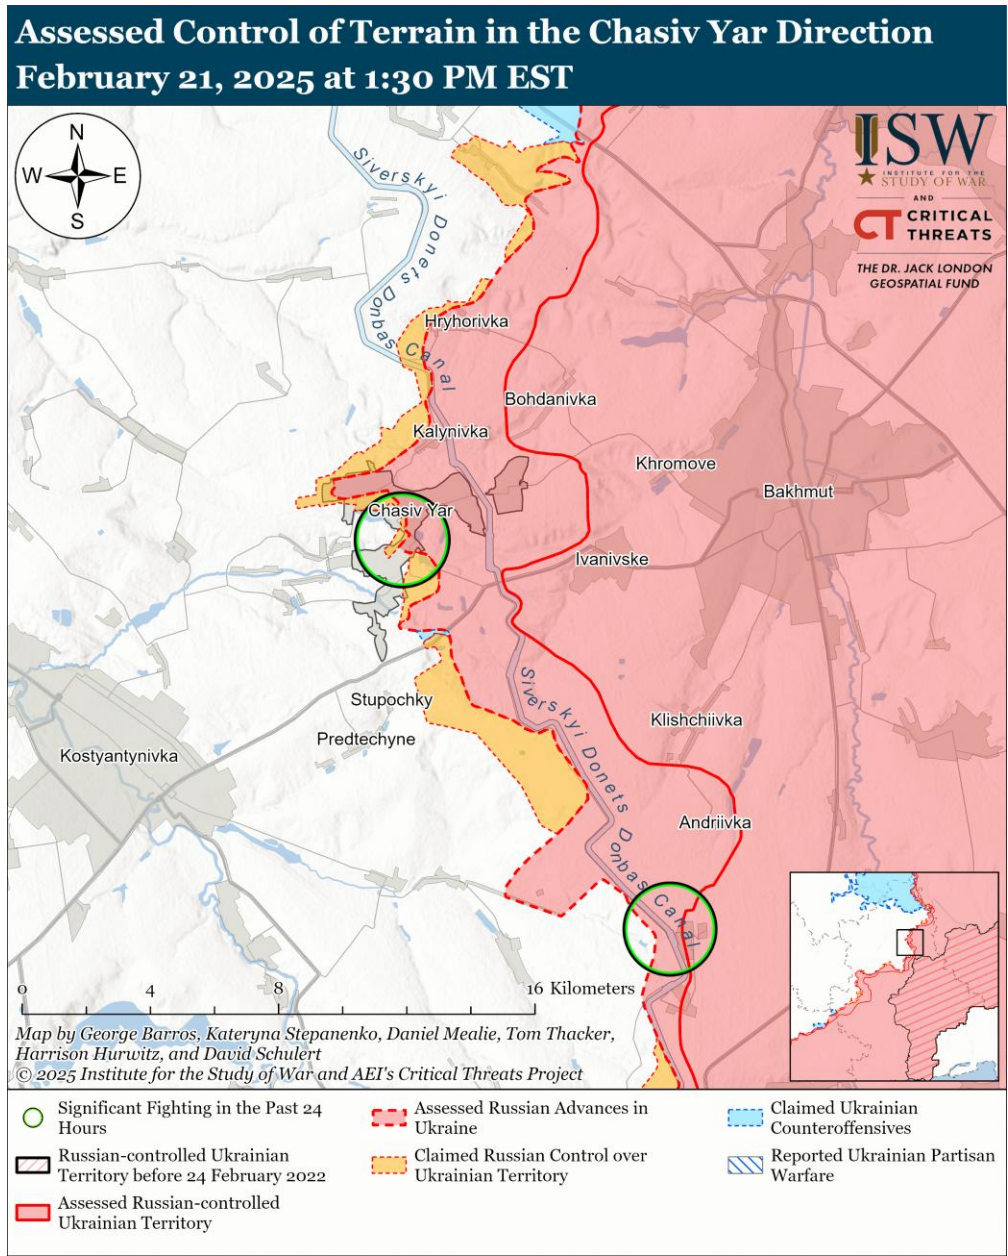 Assessed Control of Terrain in the Chasiv Yar Direction
February 21, 2025 at 1:30 PM EST
N
W E
S
ISW
INSTITUTE FOR THE
STUDY OF WAR
AND
CT CRITICAL
THREATS
THE DR. JACK LONDON
GEOSPATIAL FUND
Siverskyi Donets Donbas Canal
Hryhorivka
Bohdanivka
Kalynivka
Khromove
Bakhmut
Chasiv Yar
Ivanivske
Siverskyi Donets Donbas Canal
Stupochky
Klishchiivka
Predtechyne
Kostyantynivka
Andriivka
0 4 8 16 Kilometers
Map by George Barros, Kateryna Stepanenko, Daniel Mealie, Tom Thacker,
Harrison Hurwitz, and David Schulert
© 2025 Institute for the Study of War and AEI's Critical Threats Project
Significant Fighting in the Past 24
Hours
Russian-controlled Ukrainian
Territory before 24 February 2022
Assessed Russian-controlled
Ukrainian Territory
Assessed Russian Advances in
Ukraine
Claimed Russian Control over
Ukrainian Territory
Claimed Ukrainian
Counteroffensives
Reported Ukrainian Partisan
Warfare